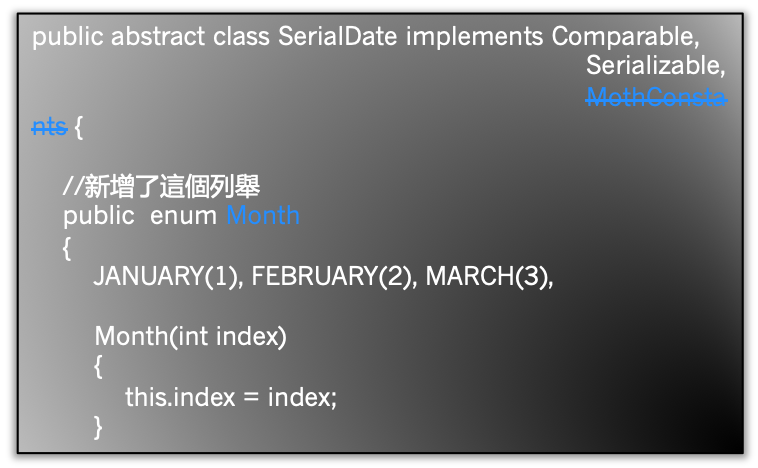 public abstract class SerialDate implements Comparable,
Serializable,
MothConsta
nts {
//新增了這個列舉
public  enum Month
{
JANUARY(1), FEBRUARY(2), MARCH(3),
Month(int index)
{
this.index = index;
}